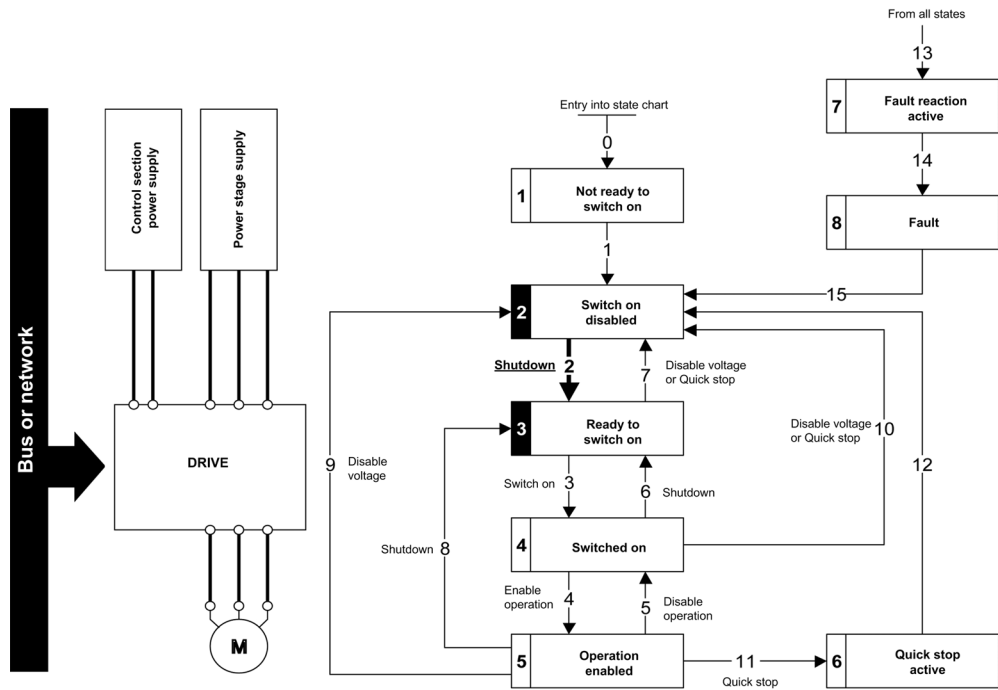 From all states
13
7
Fault reaction
active
14
8
Fault
15
Entry into state chart
0
1
Not ready to
switch on
1
2
Switch on
disabled
Shutdown
2
7
Disable voltage
or Quick stop
3
Ready to
switch on
Switch on
3
6
Shutdown
4
Switched on
Enable
operation
4
5
Disable
operation
5
Operation
enabled
11
Quick stop
6
Quick stop
active
Disable voltage
or Quick stop
10
12
9
Disable
voltage
Shutdown
8
Bus or network
Control section
power supply
Power stage supply
DRIVE
M